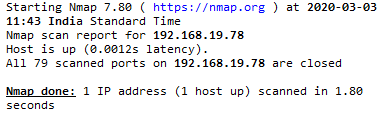 Starting Nmap 7.80 ( https://nmap.org ) at 2020-03-03
11:43 India Standard Time
Nmap scan report for 192.168.19.78
Host is up (0.0012s latency).
All 79 scanned ports on 192.168.19.78 are closed
Nmap done: 1 IP address (1 host up) scanned in 1.80
seconds